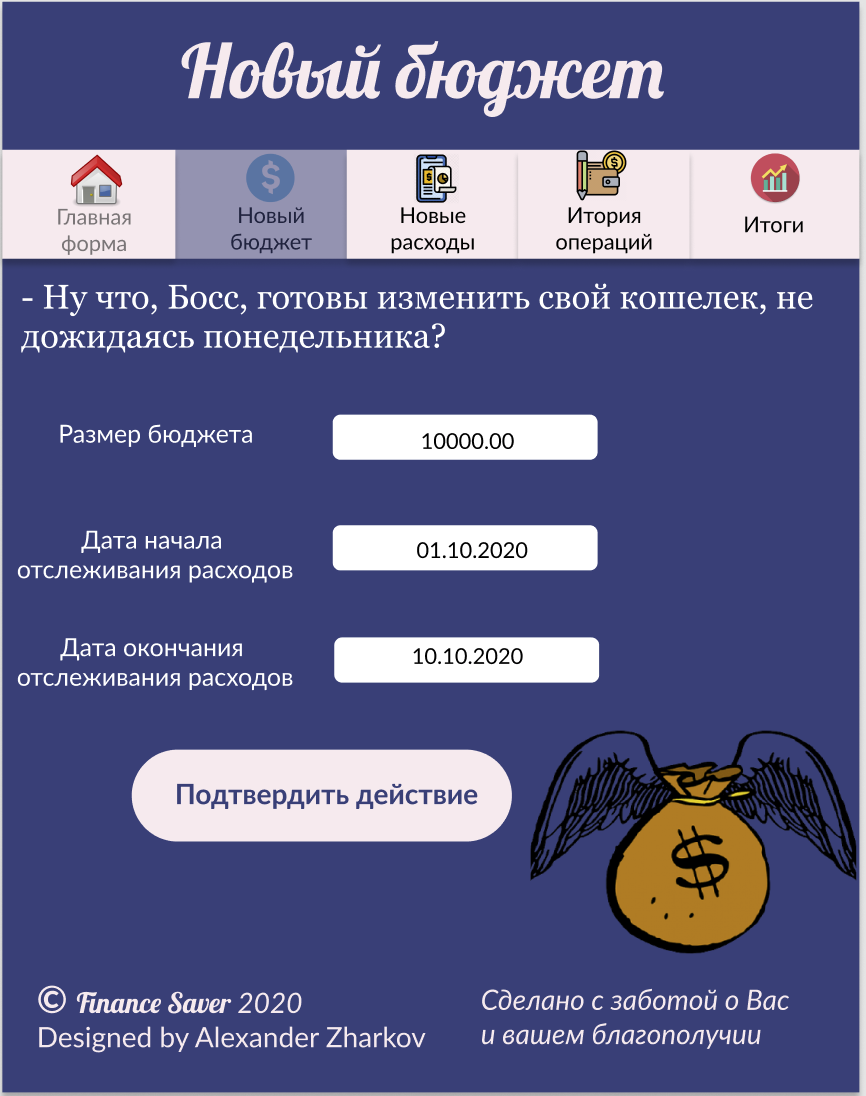 Новый бюджет
Главная
форма
Новый
бюджет
Новые
расходы
Итория
операций
Итоги
- Ну что, Босс, готовы изменить свой кошелек, не
дожидаясь понедельника?
Размер бюджета
10000.00
Дата начала
отслеживания расходов
01.10.2020
Дата окончания
отслеживания расходов
10.10.2020
Подтвердить действие
$
© Finance Saver 2020
Designed by Alexander Zharkov
Сделано с заботой о Вас
и вашем благополучии